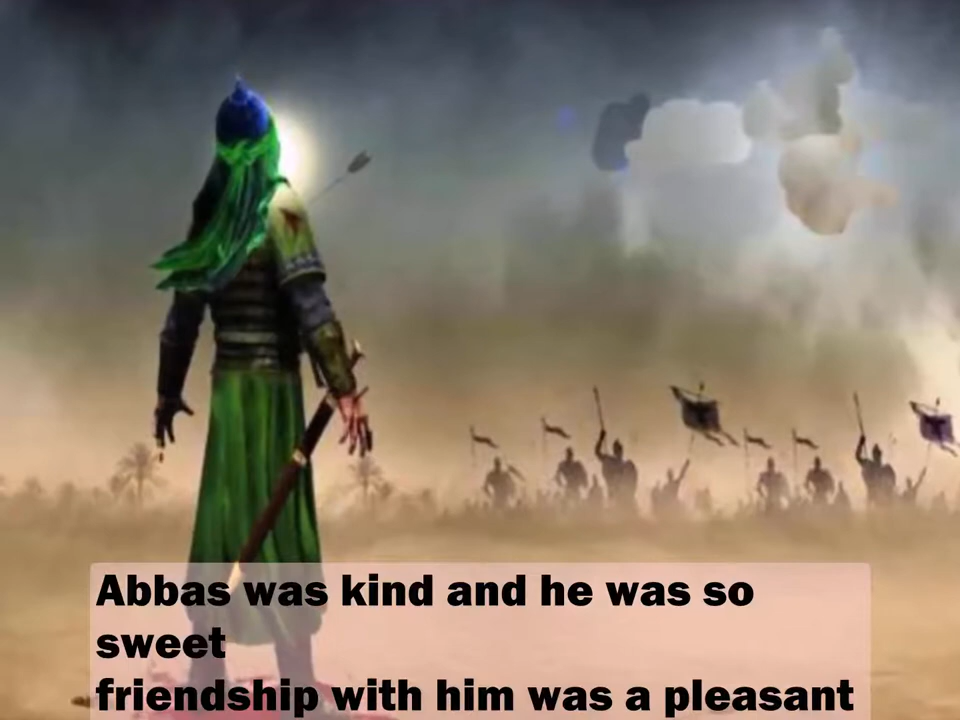 Abbas was kind and he was so
sweet
friendship with him was a pleasant